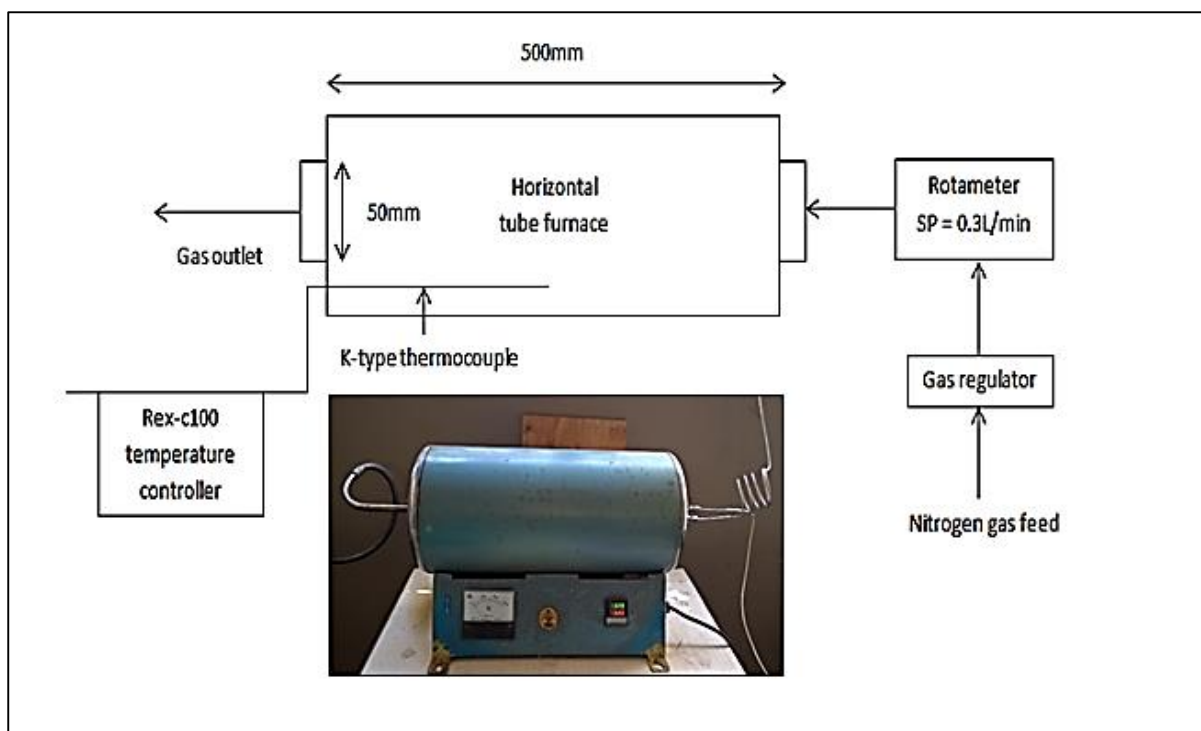 500mm
Horizontal
tube furnace
50mm
Gas outlet
Rotameter
SP = 0.3L/min
K-type thermocouple
Gas regulator
Rex-c100
temperature
controller
Nitrogen gas feed